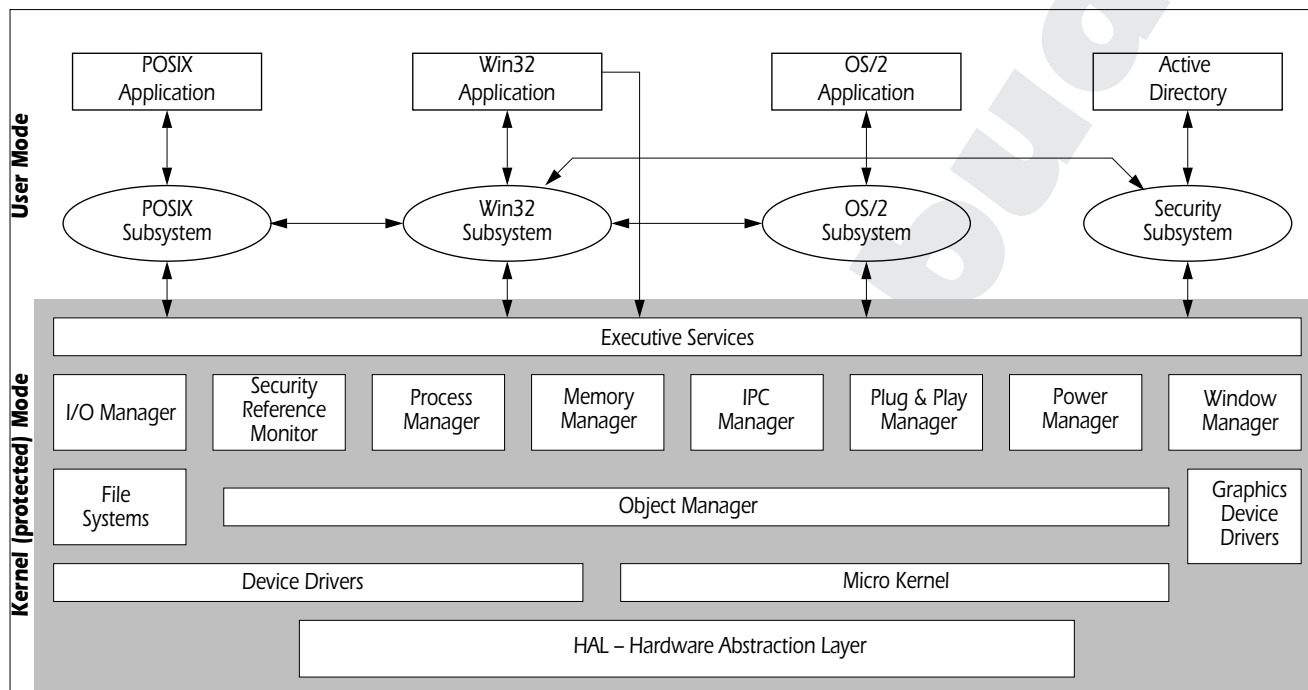 POSIX
Application
Win32
Application
OS/2
Application
Active
Directory
User Mode
POSIX
Subsystem
Win32
Subsystem
OS/2
Subsystem
Security
Subsystem
Kernel (protected) Mode
Executive Services
I/O Manager
Security
Reference
Monitor
Process
Manager
Memory
Manager
IPC
Manager
Plug & Play
Manager
Power
Manager
Window
Manager
File
Systems
Object Manager
Graphics
Device
Drivers
Device Drivers
Micro Kernel
HAL – Hardware Abstraction Layer